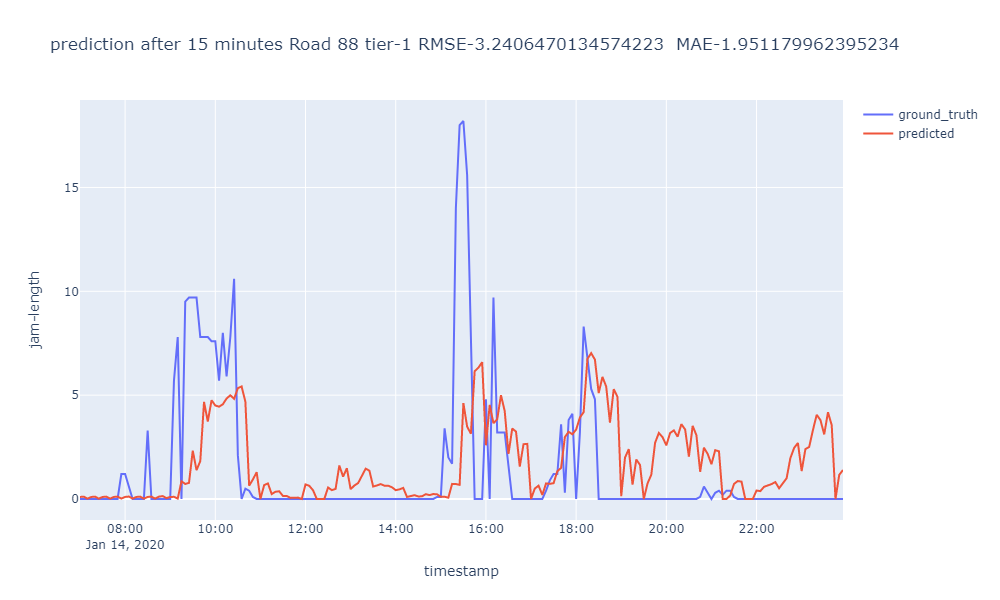 prediction after 15 minutes Road 88 tier-1 RMSE-3.2406470134574223  MAE-1.951179962395234
ground_truth
predicted
15
10
5
0
jam-length
08:00 10:00 12:00 14:00 16:00 18:00 20:00 22:00
Jan 14, 2020
timestamp